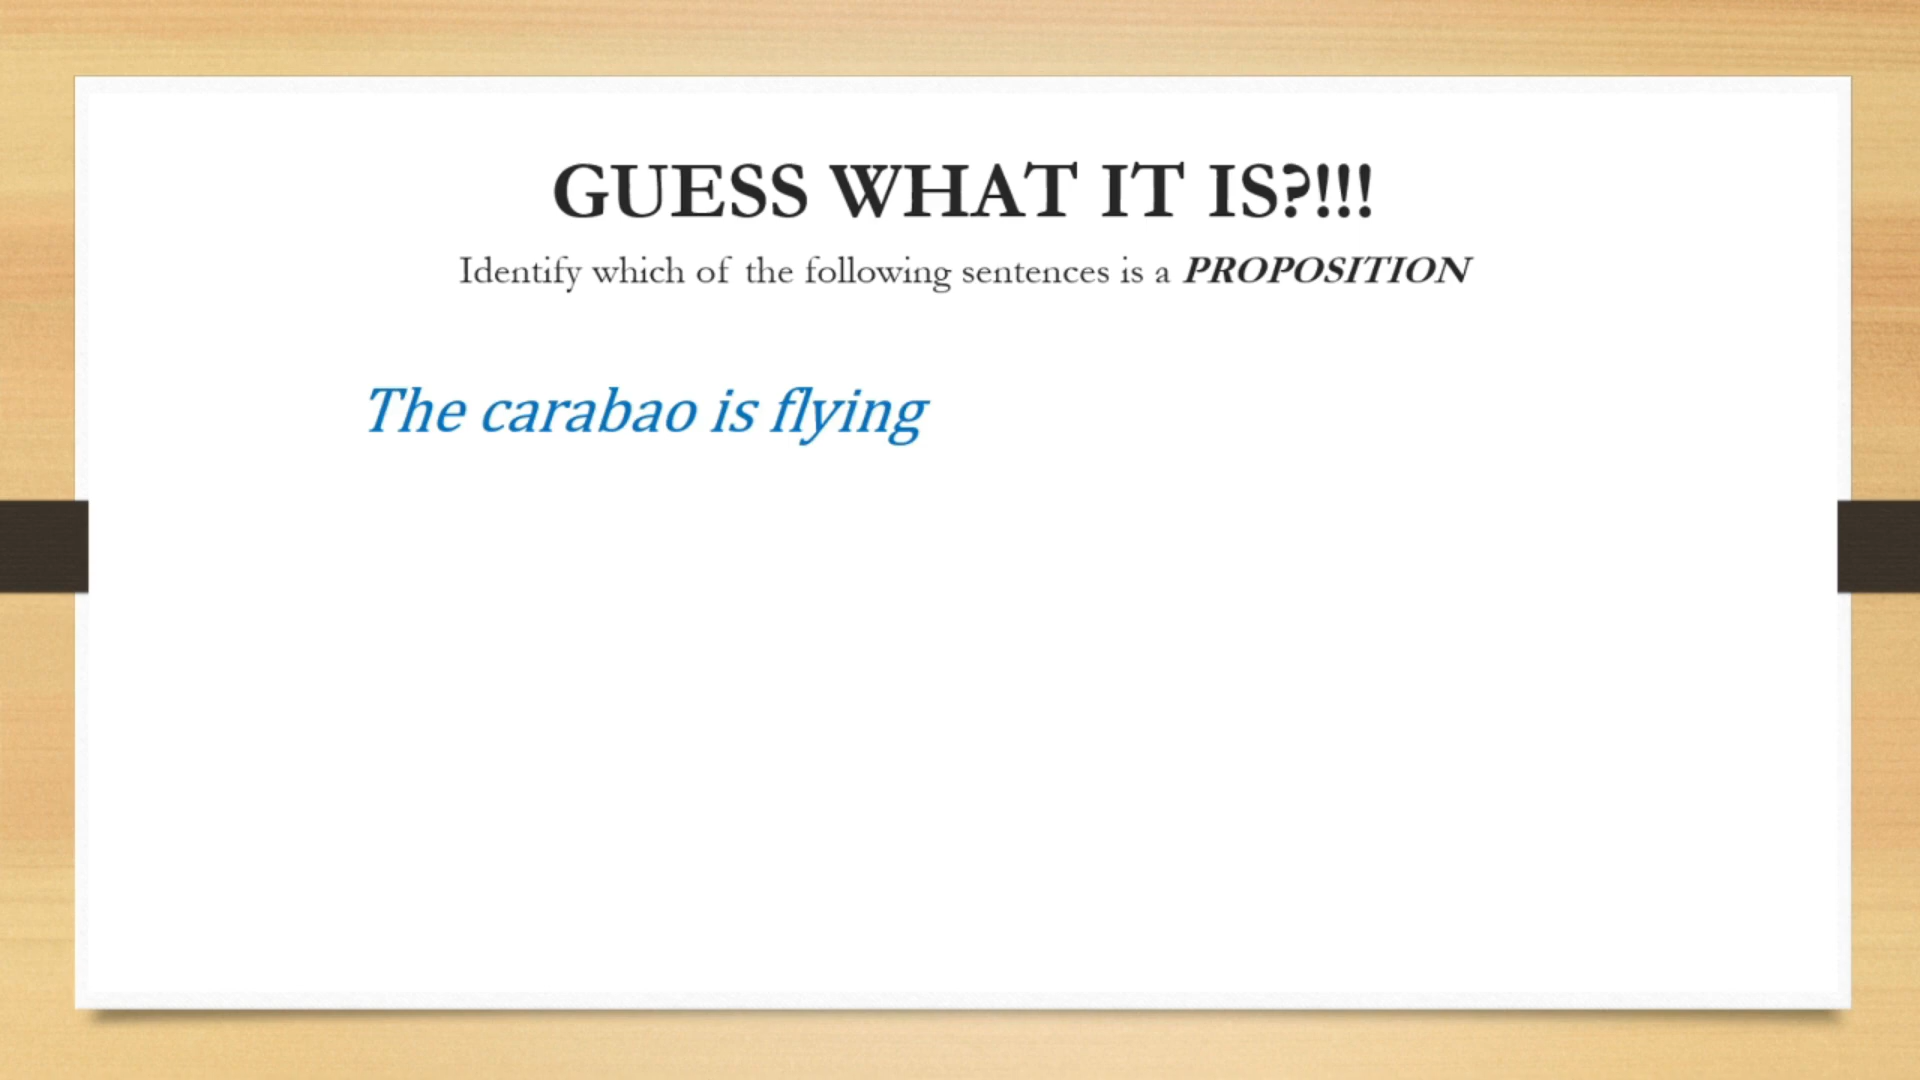 GUESS WHAT IT IS?!!!
Identify which of the following sentences is a PROPOSITION
The carabao is flying